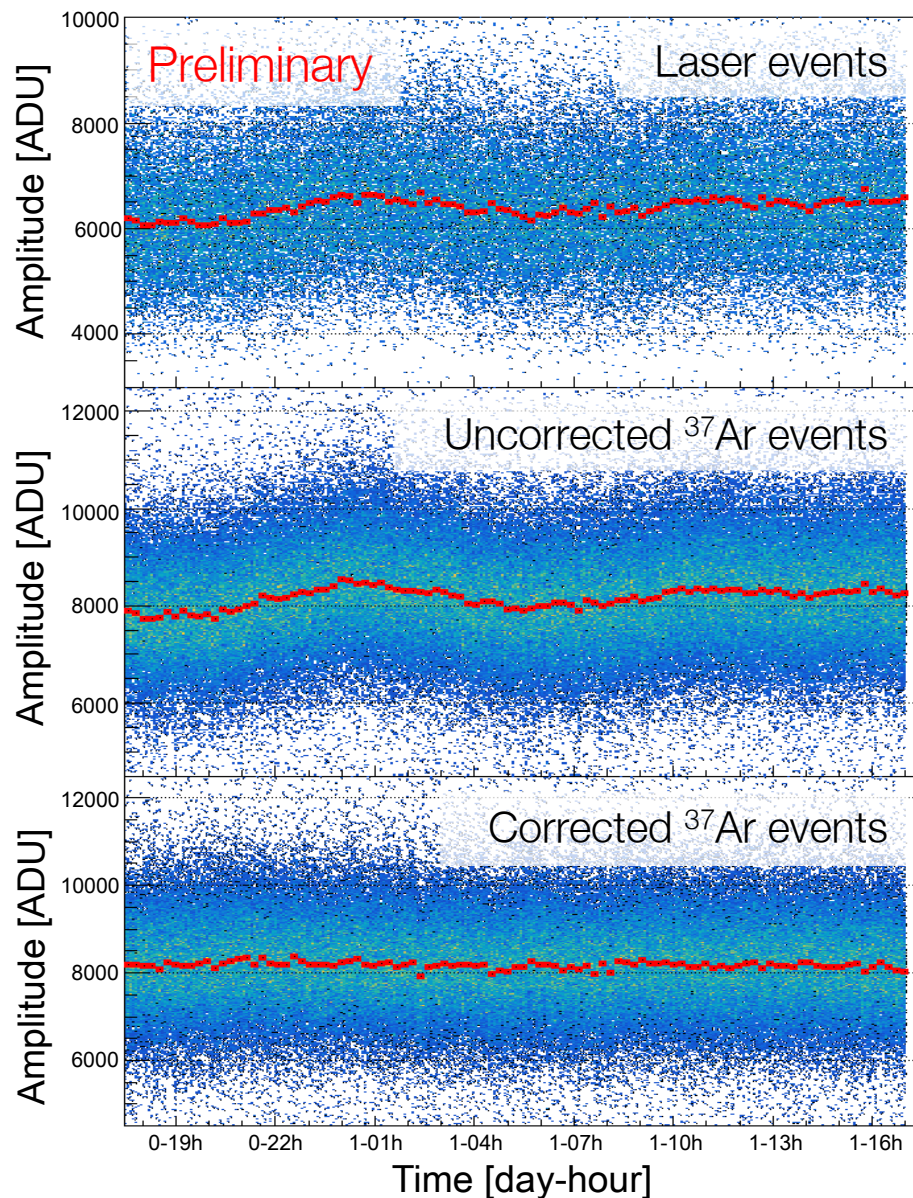 10000
Preliminary Laser events
8000
6000
4000
Amplitude [ADU]
12000
Uncorrected ³⁷Ar events
10000
8000
6000
Amplitude [ADU]
12000
Corrected ³⁷Ar events
10000
8000
6000
Amplitude [ADU]
0-19h 0-22h 1-01h 1-04h 1-07h 1-10h 1-13h 1-16h
Time [day-hour]